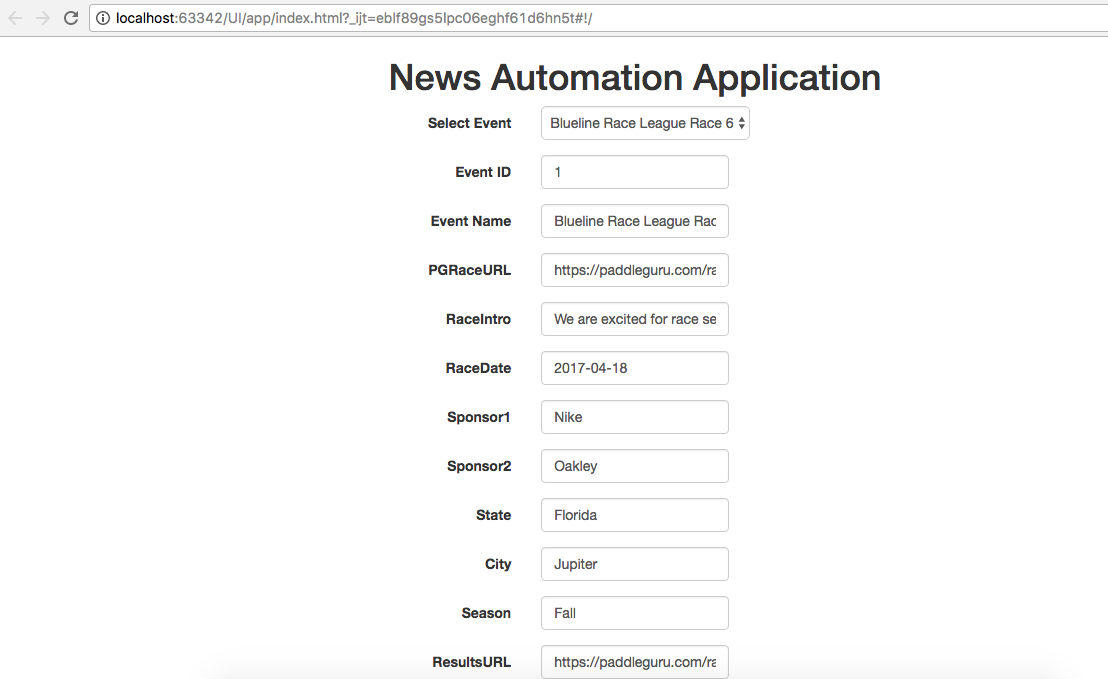 localhost:63342/UI/app/index.html?_ijt=eblf89gs5lpc06eghf61d6hn5t#!/
News Automation Application
Select Event Blueline Race League Race 6
Event ID 1
Event Name Blueline Race League Rac
PGRaceURL https://paddleguru.com/ra
RaceIntro We are excited for race se
RaceDate 2017-04-18
Sponsor1 Nike
Sponsor2 Oakley
State Florida
City Jupiter
Season Fall
ResultsURL https://paddleguru.com/ra